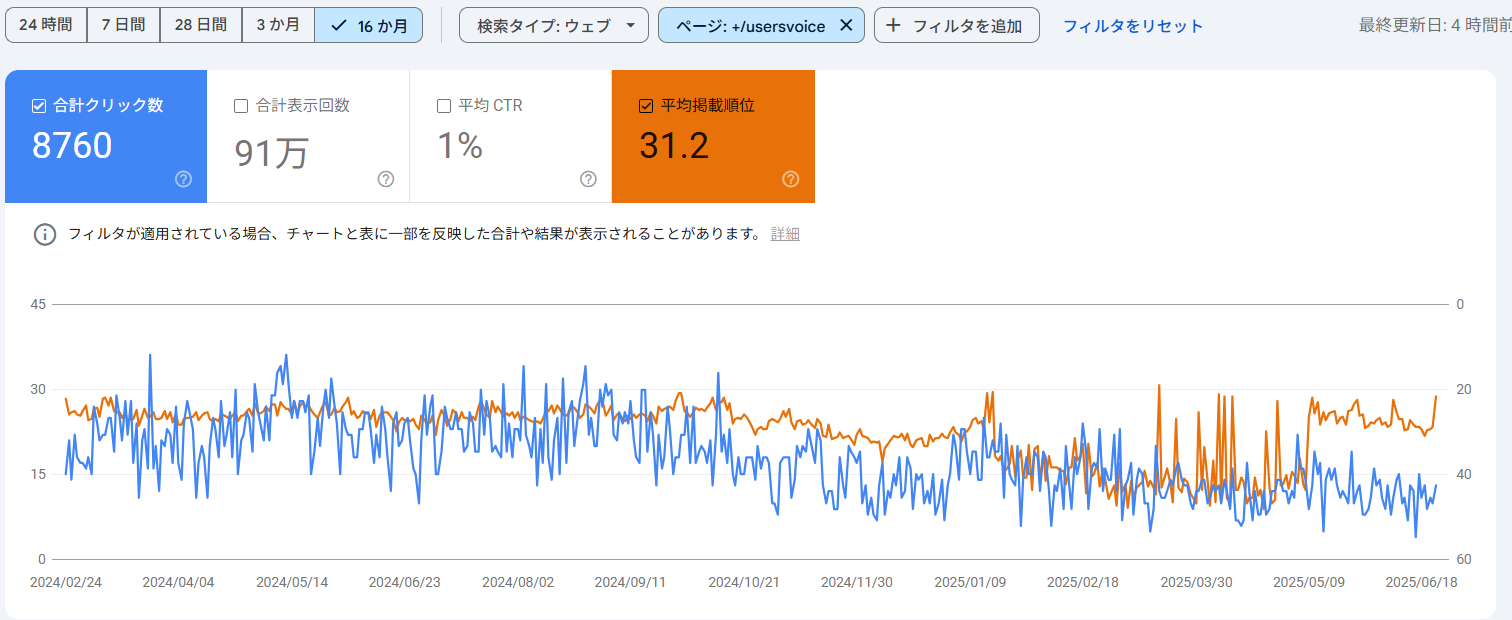 24 時間 7 日間 28 日間 3 か月 16 か月 検索タイプ: ウェブ ページ: +/usersvoice フィルタを追加 フィルタをリセット 最終更新日: 4 時間前
合計クリック数 合計表示回数 平均 CTR 平均掲載順位
8760 91万 1% 31.2
フィルタが適用されている場合、チャートと表に一部を反映した合計や結果が表示されることがあります。 詳細
45 0
30 20
15 40
0 60
2024/02/24 2024/04/04 2024/05/14 2024/06/23 2024/08/02 2024/09/11 2024/10/21 2024/11/30 2025/01/09 2025/02/18 2025/03/30 2025/05/09 2025/06/18